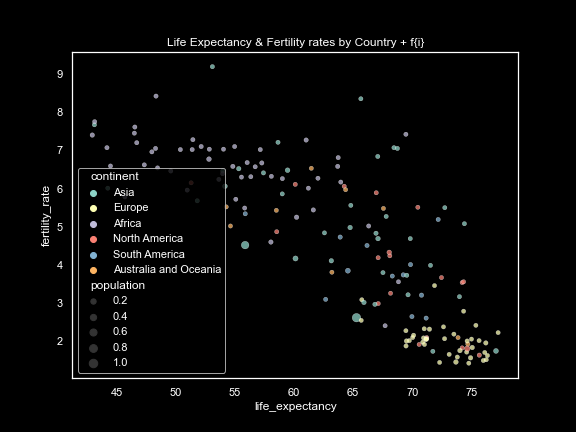 Life Expectancy & Fertility rates by Country + f{i}
fertility_rate
9
8
7
6
5
4
3
2
continent
Asia
Europe
Africa
North America
South America
Australia and Oceania
population
0.2
0.4
0.6
0.8
1.0
45 50 55 60 65 70 75
life_expectancy